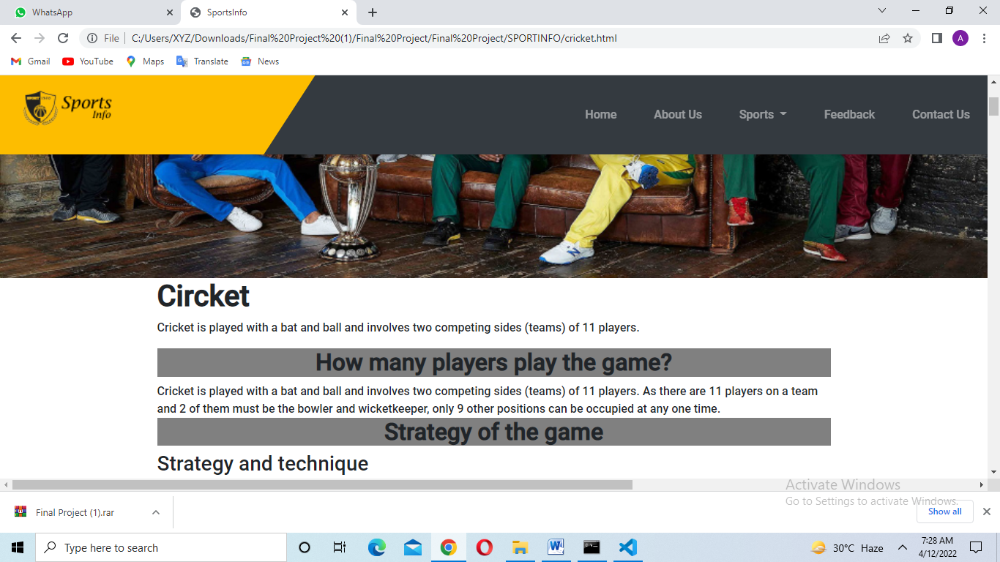 WhatsApp
SportsInfo
File
C:/Users/XYZ/Downloads/Final%20Project%20(1)/Final%20Project/Final%20Project/SPORTINFO/cricket.html
A
Gmail YouTube Maps Translate News
Sports
Info
Home About Us Sports Feedback Contact Us
Circket
Cricket is played with a bat and ball and involves two competing sides (teams) of 11 players.
How many players play the game?
Cricket is played with a bat and ball and involves two competing sides (teams) of 11 players. As there are 11 players on a team
and 2 of them must be the bowler and wicketkeeper, only 9 other positions can be occupied at any one time.
Strategy of the game
Strategy and technique
Activate Windows
Go to Settings to activate Windows.
Final Project (1).rar
Show all
Type here to search
30°C Haze
7:28 AM
4/12/2022